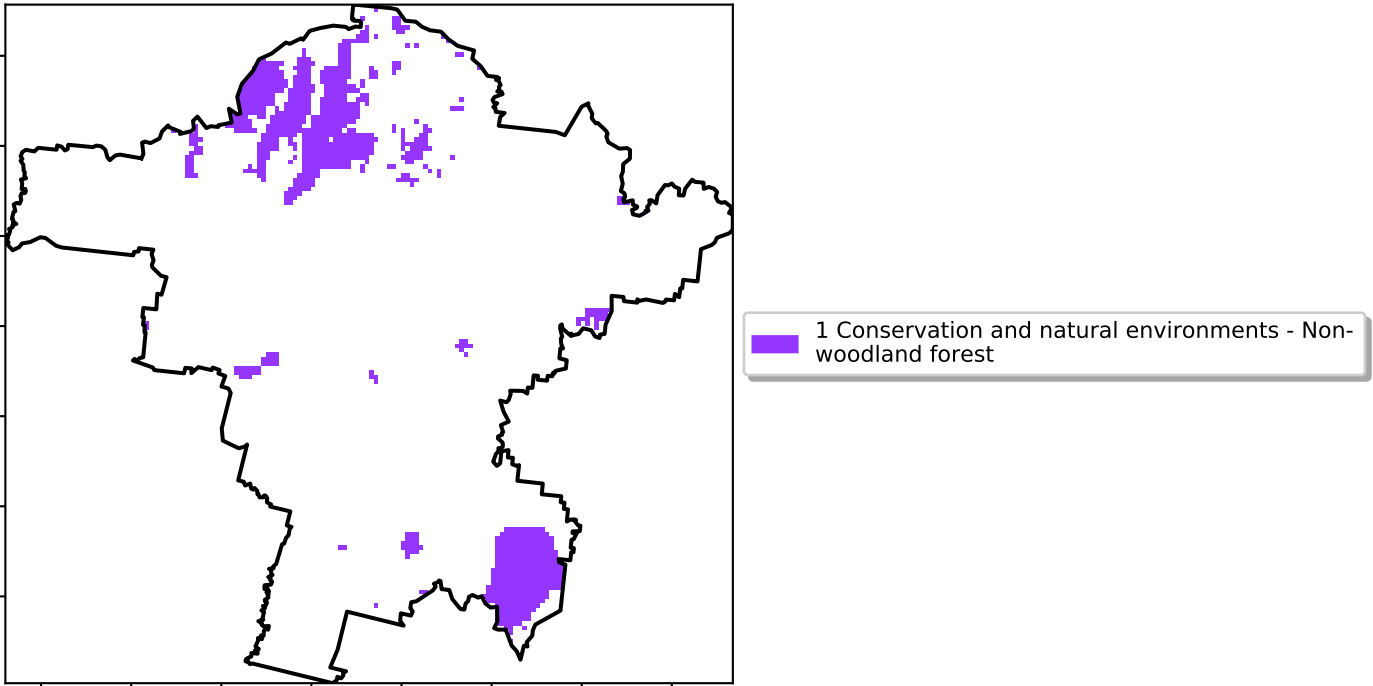 1 Conservation and natural environments - Non-
woodland forest